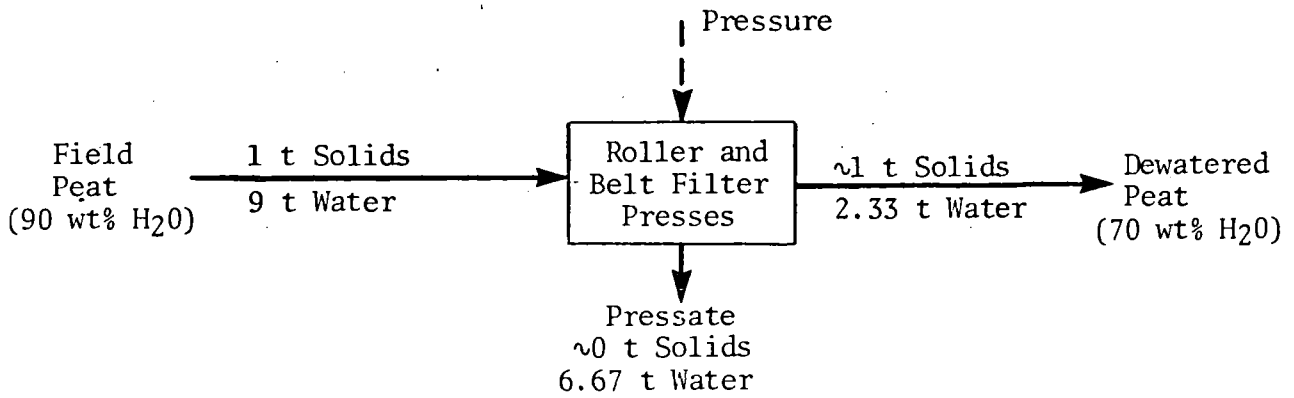 Pressure
Field
Peat
(90 wt% H2O)
1 t Solids
9 t Water
Roller and
Belt Filter
Presses
~1 t Solids
2.33 t Water
Dewatered
Peat
(70 wt% H2O)
Pressate
~0 t Solids
6.67 t Water